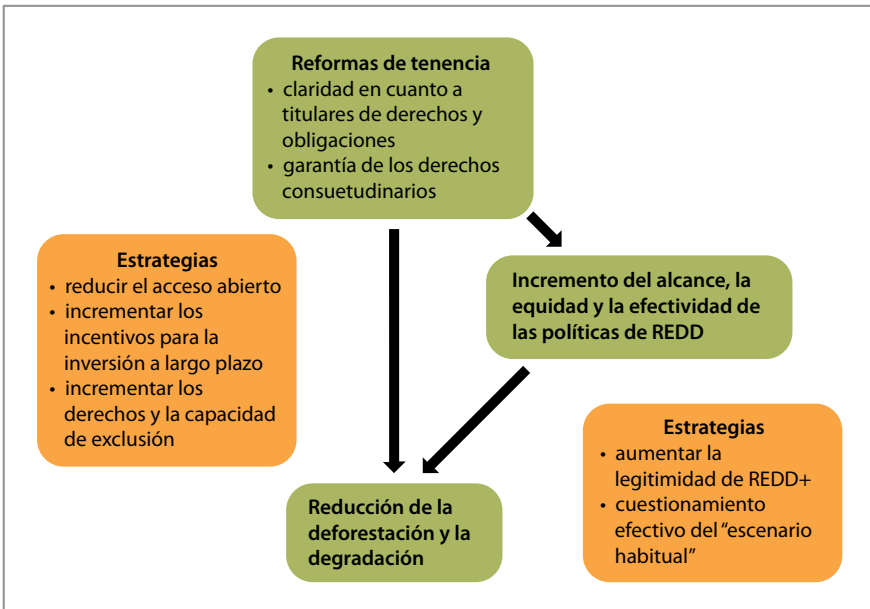 Reformas de tenencia
• claridad en cuanto a
titulares de derechos y
obligaciones
• garantía de los derechos
consuetudinarios
Estrategias
• reducir el acceso abierto
• incrementar los
incentivos para la
inversión a largo plazo
• incrementar los
derechos y la capacidad
de exclusión
Incremento del alcance, la
equidad y la efectividad de
las políticas de REDD
Estrategias
• aumentar la
legitimidad de REDD+
• cuestionamiento
efectivo del “escenario
habitual”
Reducción de la
deforestación y la
degradación